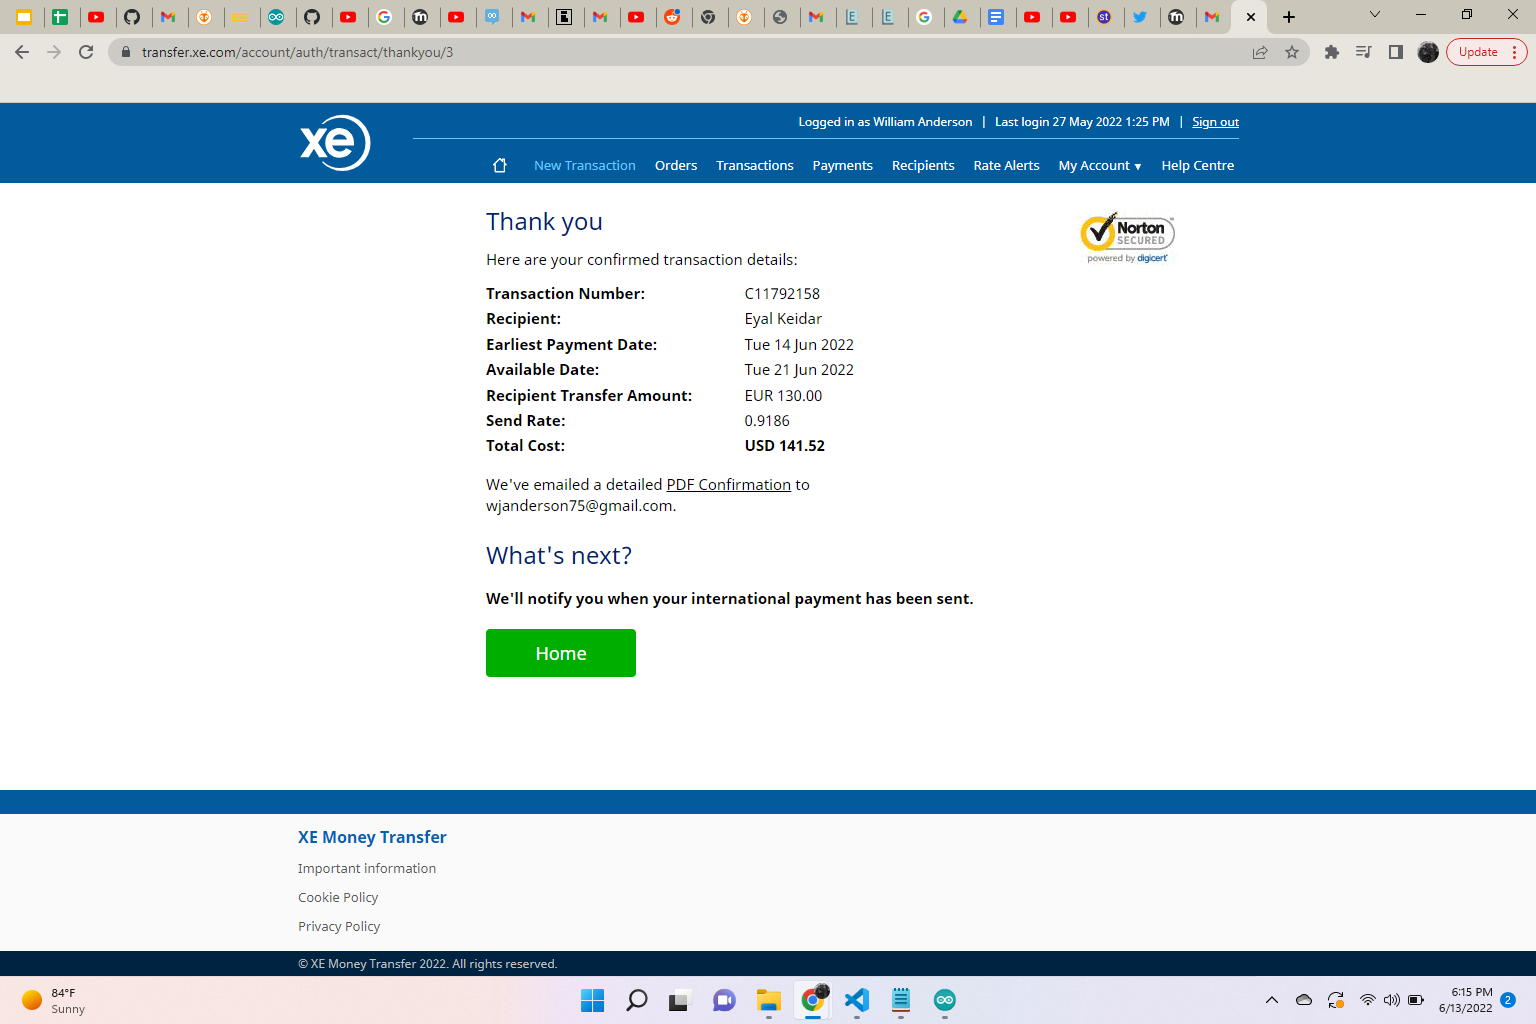 transfer.xe.com/account/auth/transact/thankyou/3
Update
xe
Logged in as William Anderson | Last login 27 May 2022 1:25 PM | Sign out
New Transaction Orders Transactions Payments Recipients Rate Alerts My Account ▼ Help Centre
Thank you
Norton
SECURED
powered by digicert
Here are your confirmed transaction details:
Transaction Number: C11792158
Recipient: Eyal Keidar
Earliest Payment Date: Tue 14 Jun 2022
Available Date: Tue 21 Jun 2022
Recipient Transfer Amount: EUR 130.00
Send Rate: 0.9186
Total Cost: USD 141.52
We've emailed a detailed PDF Confirmation to
wjanderson75@gmail.com.
What's next?
We'll notify you when your international payment has been sent.
Home
XE Money Transfer
Important information
Cookie Policy
Privacy Policy
© XE Money Transfer 2022. All rights reserved.
84°F
Sunny
6:15 PM
6/13/2022
2